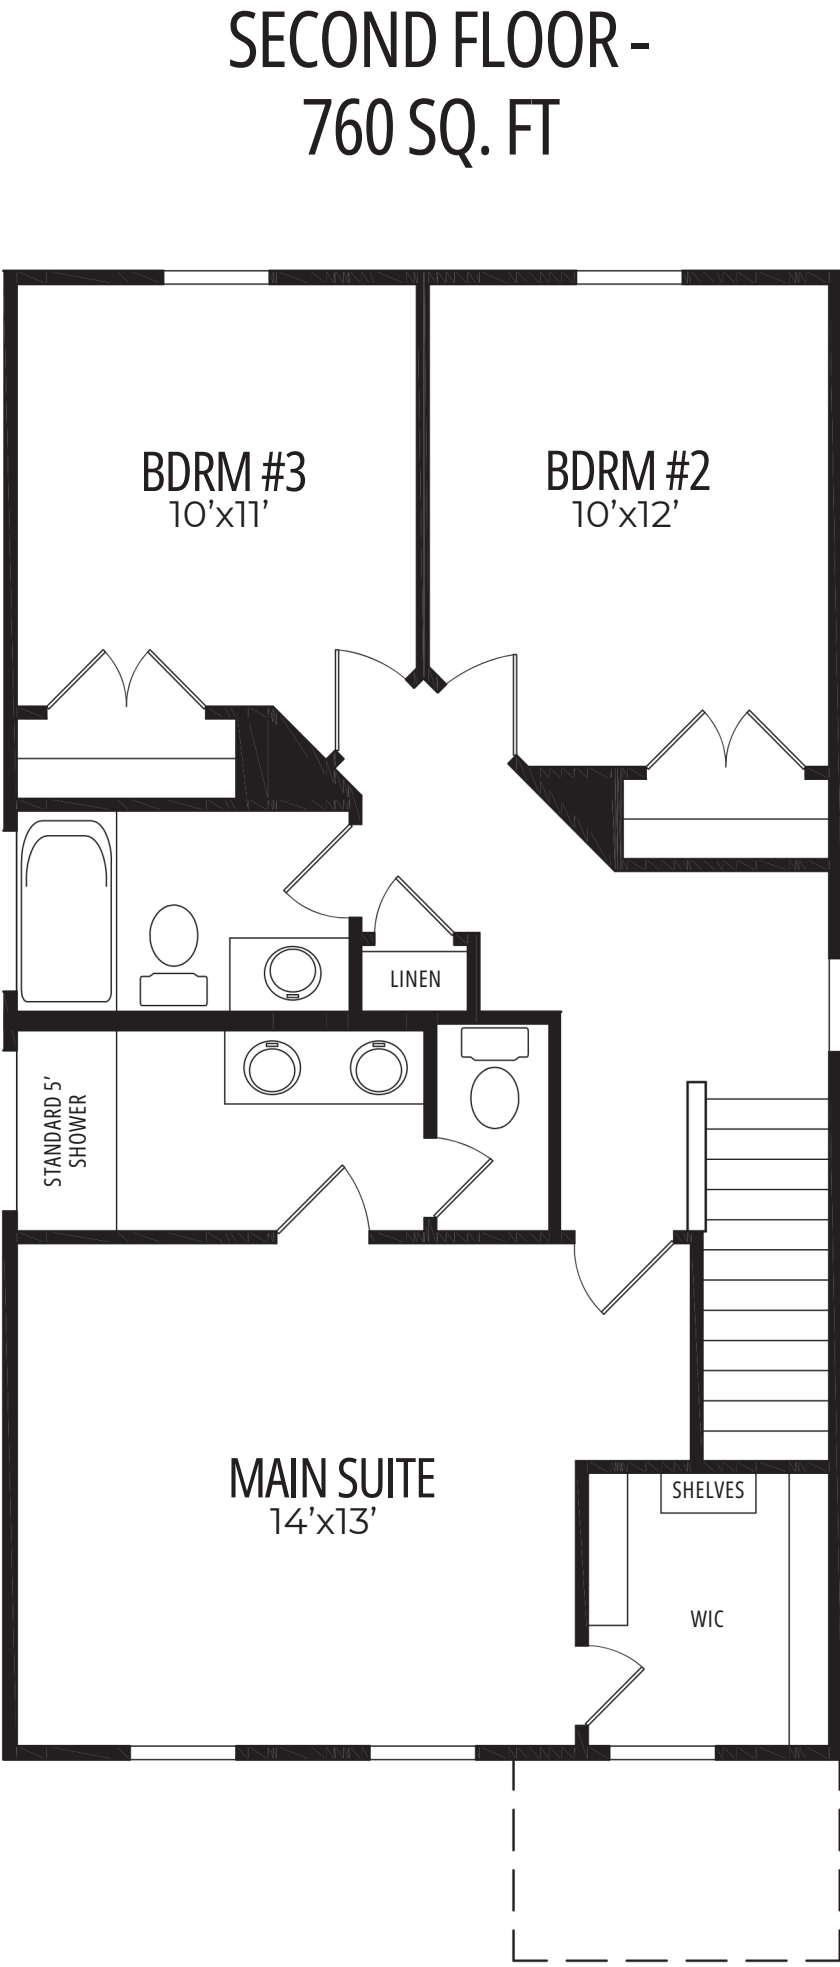 SECOND FLOOR -
760 SQ. FT
BDRM #3
10’x11’
BDRM #2
10’x12’
LINEN
STANDARD 5’
SHOWER
MAIN SUITE
14’x13’
SHELVES
WIC